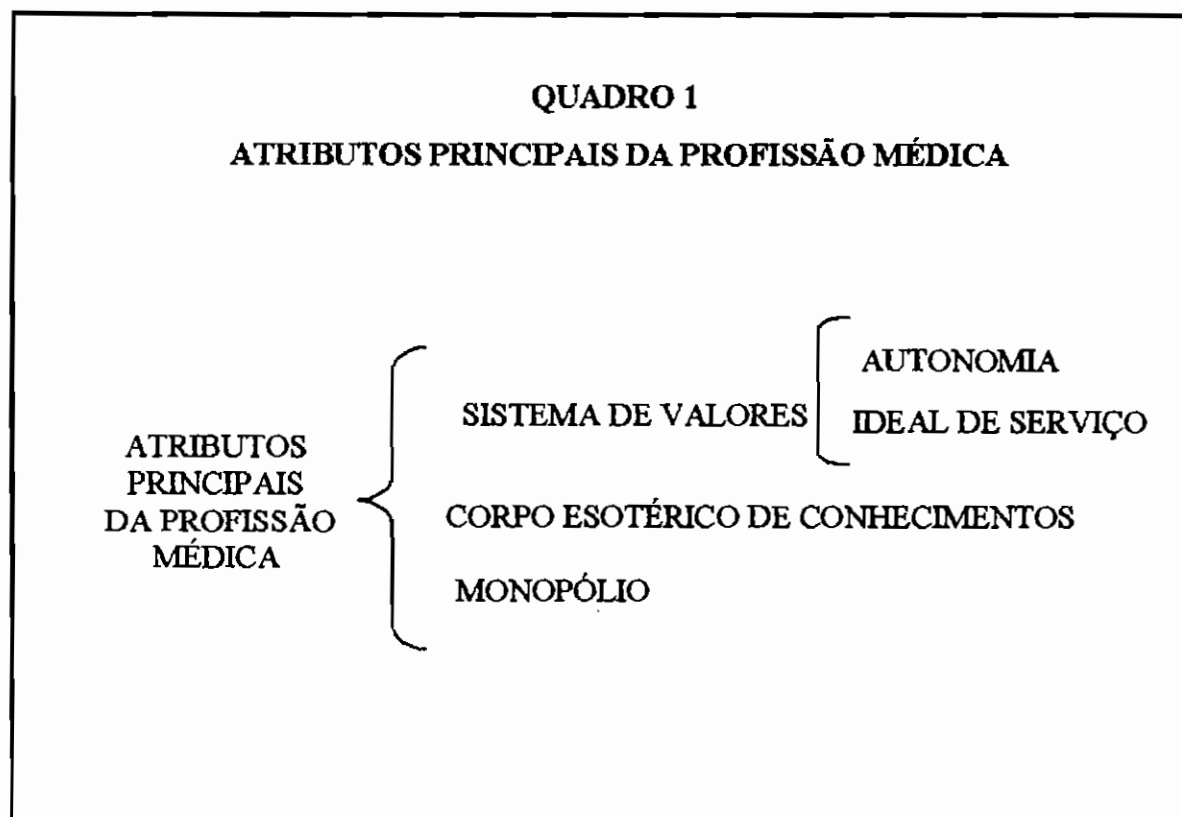 QUADRO 1
ATRIBUTOS PRINCIPAIS DA PROFISSÃO MÉDICA
ATRIBUTOS
PRINCIPAIS
DA PROFISSÃO
MÉDICA
SISTEMA DE VALORES
AUTONOMIA
IDEAL DE SERVIÇO
CORPO ESOTÉRICO DE CONHECIMENTOS
MONOPÓLIO